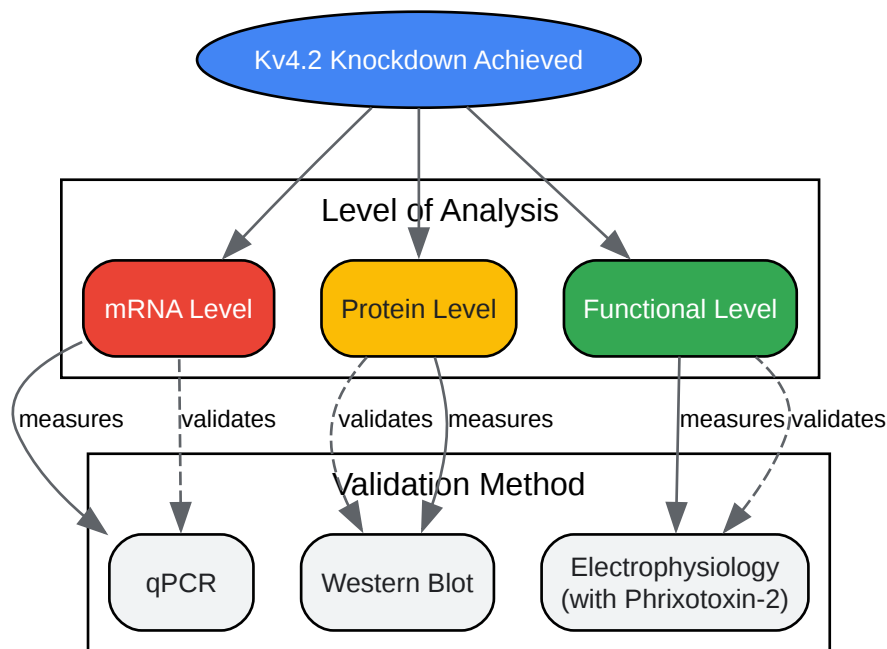 Kv4.2 Knockdown Achieved
Level of Analysis
mRNA Level
Protein Level
Functional Level
measures
validates
validates
measures
measures
validates
Validation Method
qPCR
Western Blot
Electrophysiology
(with Phrixotoxin-2)